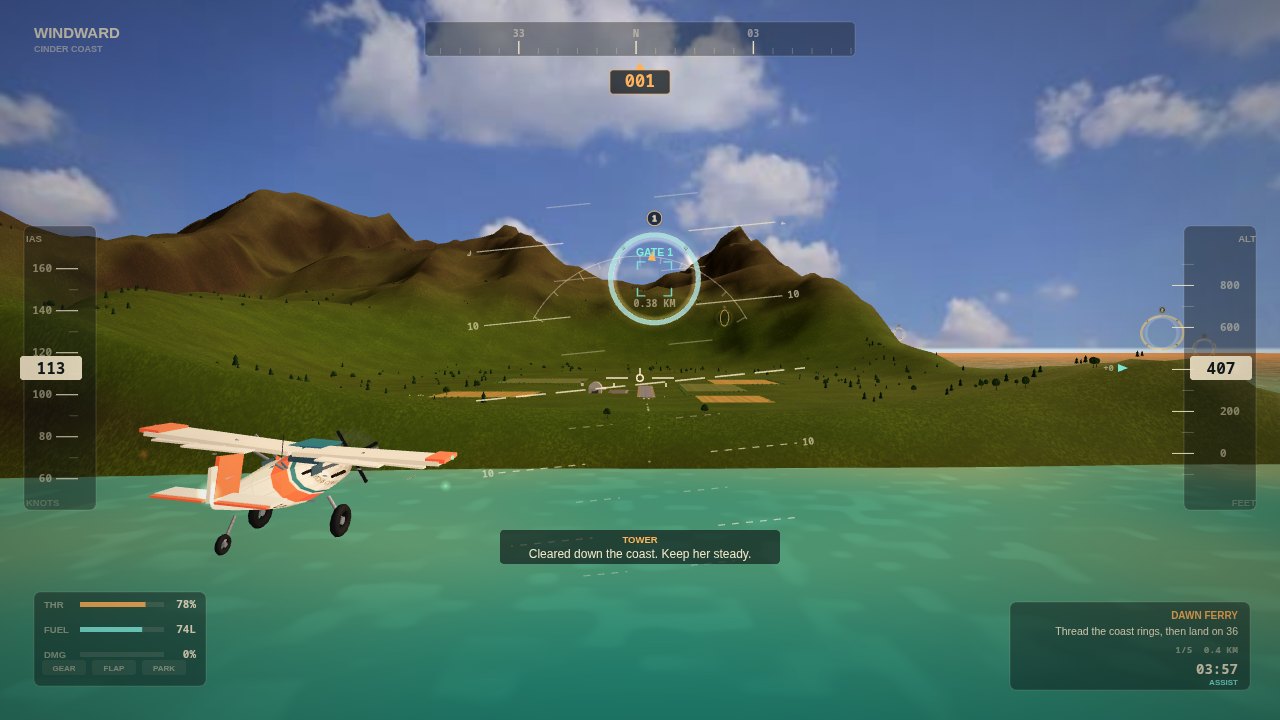 WINDWARD
CINDER COAST
33 N 03
001
1
GATE 1
0.38 KM
10
10
10
10
IAS
160
140
120
113
100
80
60
KNOTS
ALT
800
600
407
200
0
FEET
+0
TOWER
Cleared down the coast. Keep her steady.
THR 78%
FUEL 74L
DMG 0%
GEAR FLAP PARK
DAWN FERRY
Thread the coast rings, then land on 36
1/5 0.4 KM
03:57
ASSIST